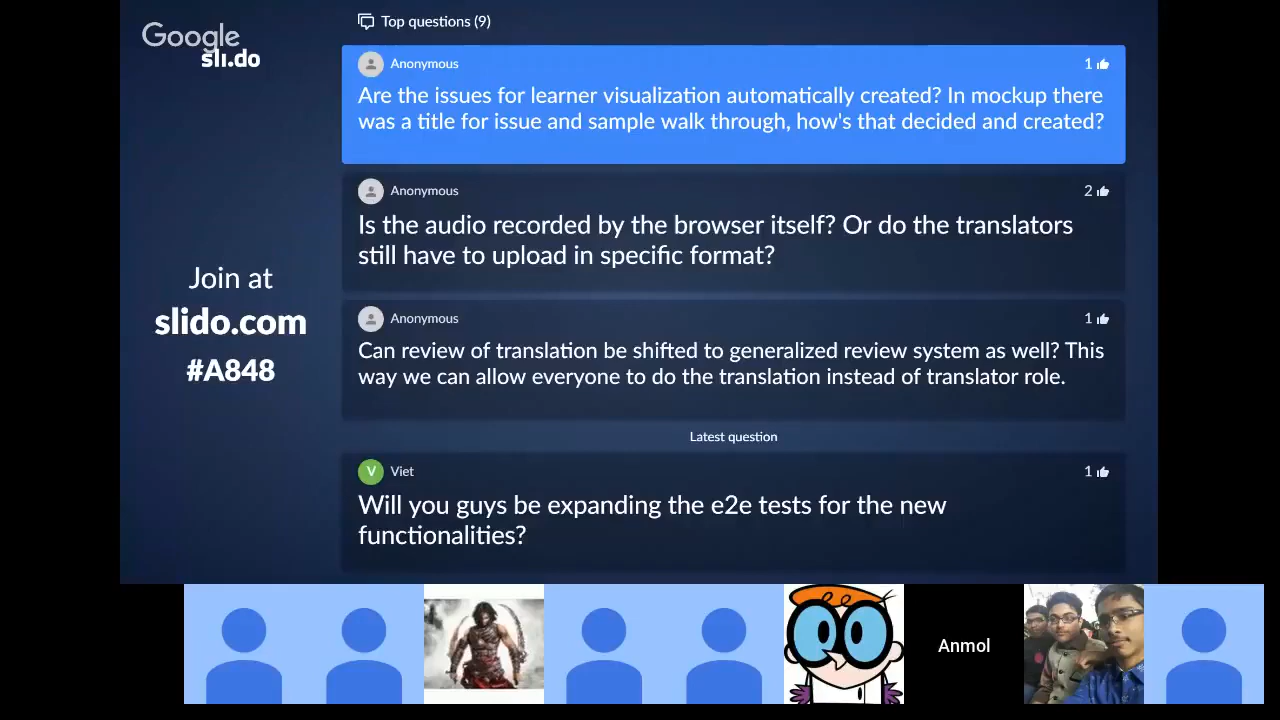 Google
sli.do
Top questions (9)
Anonymous
1
Are the issues for learner visualization automatically created? In mockup there
was a title for issue and sample walk through, how's that decided and created?
Anonymous
2
Is the audio recorded by the browser itself? Or do the translators
still have to upload in specific format?
Join at
slido.com
#A848
Anonymous
1
Can review of translation be shifted to generalized review system as well? This
way we can allow everyone to do the translation instead of translator role.
Latest question
V
Viet
1
Will you guys be expanding the e2e tests for the new
functionalities?
Anmol